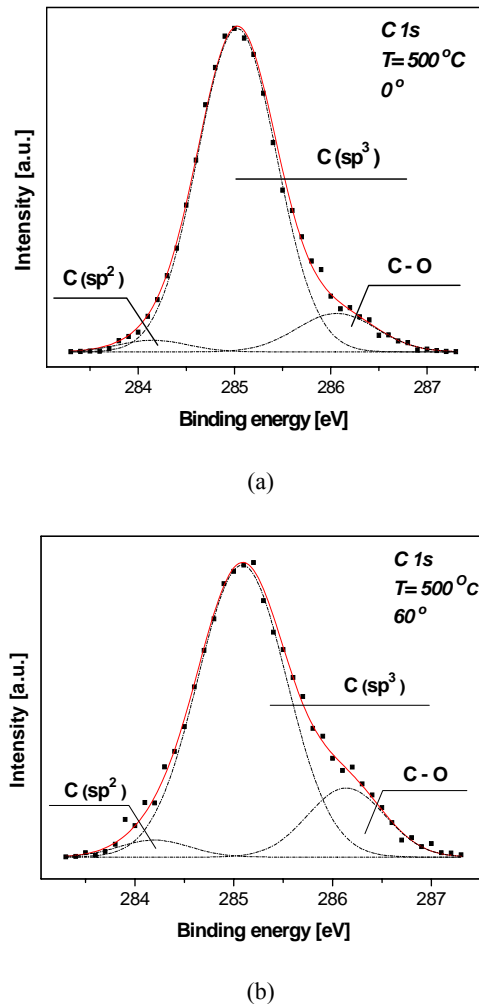 C 1s
T= 500 °C
0°
C (sp³)
C (sp²)
C - O
Intensity [a.u.]
284 285 286 287
Binding energy [eV]
(a)
C 1s
T= 500 °C
60°
C (sp³)
C (sp²)
C - O
Intensity [a.u.]
284 285 286 287
Binding energy [eV]
(b)